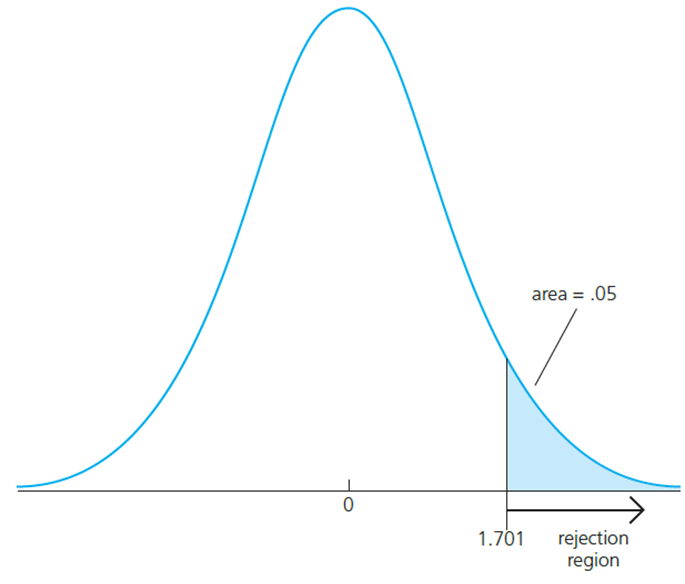 area = .05
0
1.701
rejection
region